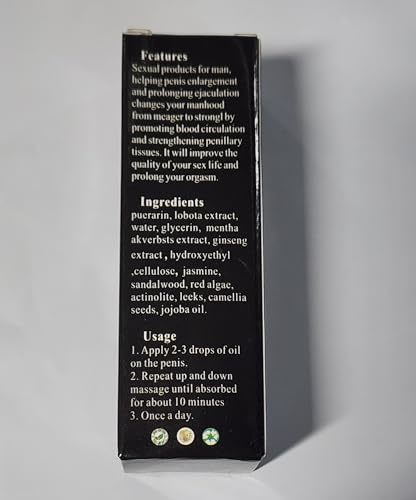 Features
Sexual products for man,
helping penis enlargement
and prolonging ejaculation
changes your manhood
from meager to strongl by
promoting blood circulation
and strengthening penillary
tissues. It will improve the
quality of your sex life and
prolong your orgasm.
Ingredients
puerarin, lobota extract,
water, glycerin, mentha
akverbsts extract, ginseng
extract , hydroxyethyl
,cellulose, jasmine,
sandalwood, red algae,
actinolite, leeks, camellia
seeds, jojoba oil.
Usage
1. Apply 2-3 drops of oil
on the penis.
2. Repeat up and down
massage until absorbed
for about 10 minutes
3. Once a day.